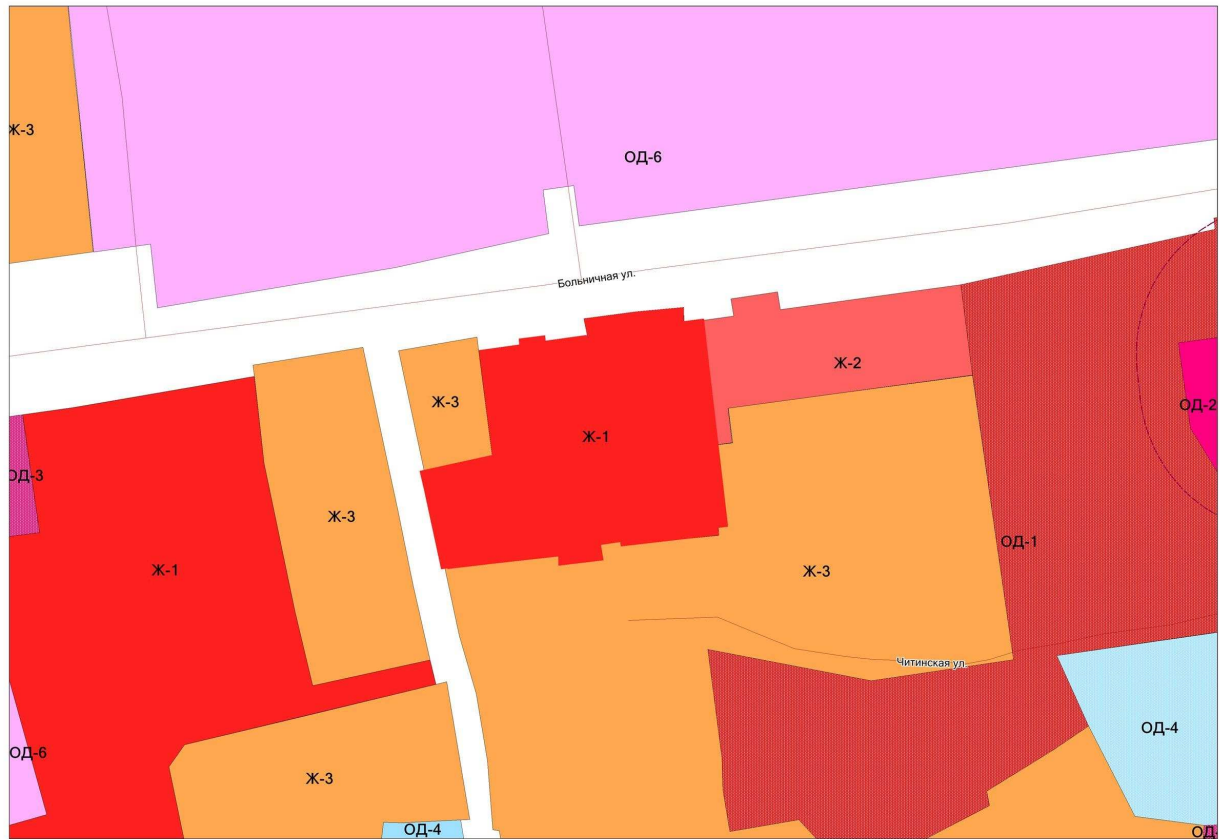 Ж-3
ОД-6
Больничная ул.
Ж-2
Ж-3
ОД-2
Ж-1
ОД-3
Ж-3
ОД-1
Ж-1
Ж-3
Читинская ул.
ОД-4
ОД-6
Ж-3
ОД-4
ОД